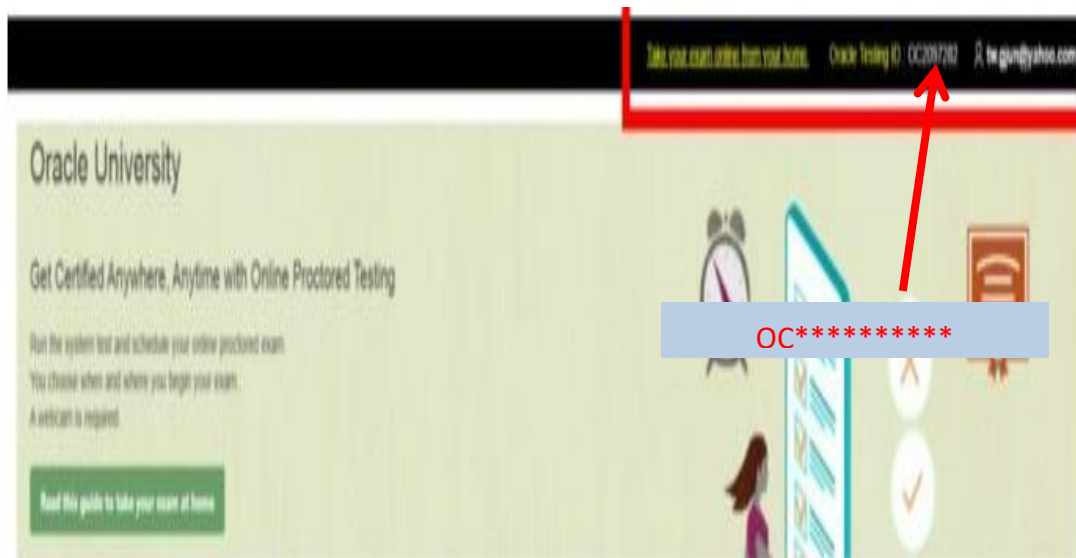 Take your exam online from your home. Oracle Testing ID
Oracle University
Get Certified Anywhere, Anytime with Online Proctored Testing
Run the system test and schedule your online proctored exam
You choose when and where you begin your exam.
A webcam is required.
OC**********
Read this guide to take your exam at home